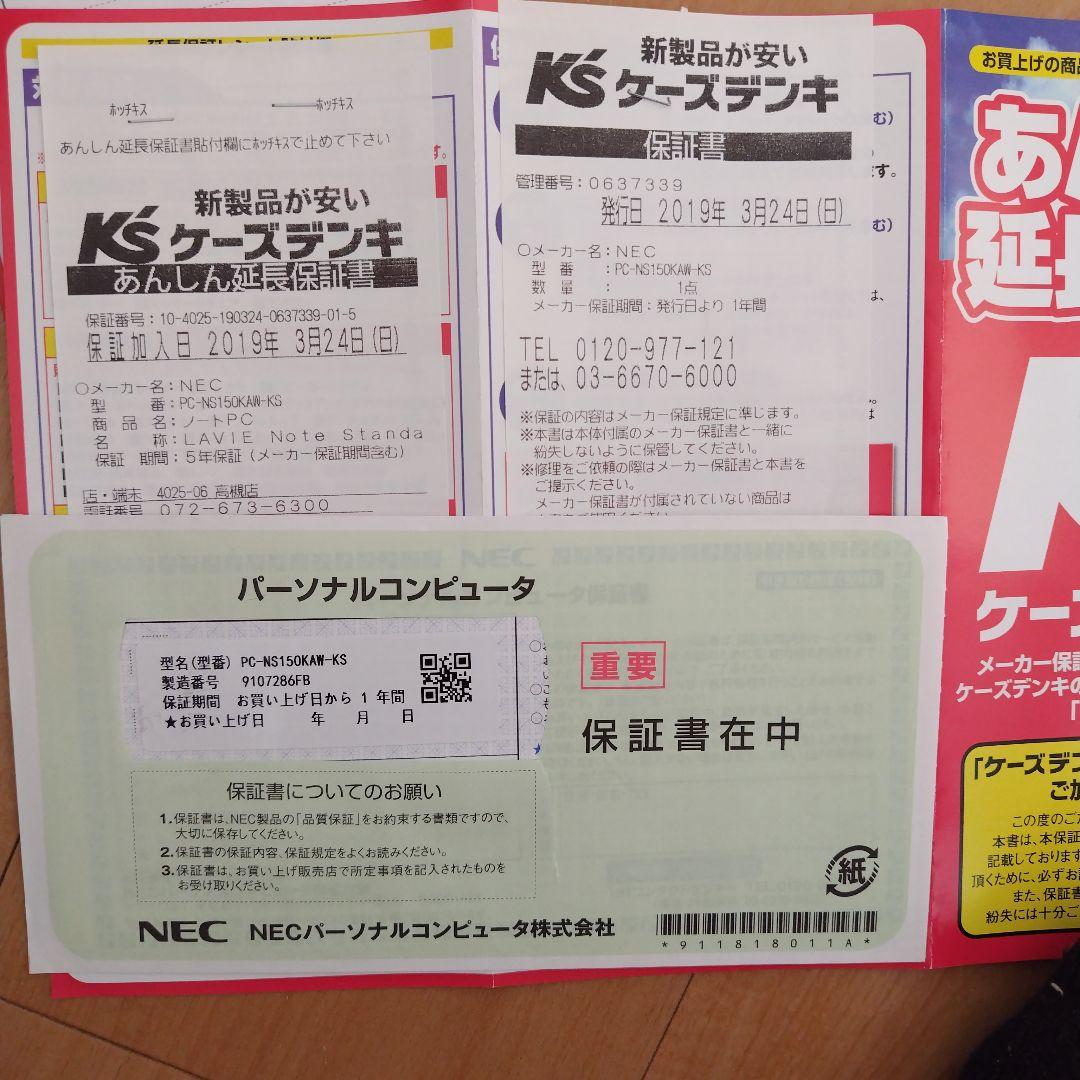 ホッチキス ホッチキス
あんしん延長保証書貼付欄にホッチキスで止めて下さい
新製品が安い
K'S ケーズデンキ
あんしん延長保証書
保証番号:10-4025-190324-0637339-01-5
保証加入日 2019年 3月24日(日)
○メーカー名:NEC
型 番:PC-NS150KAW-KS
商 品 名:ノートPC
名 称:LAVIE Note Standa
保証 期間:5年保証(メーカー保証期間含む)
店・端末 4025-06 高槻店
電話番号 072-673-6300
新製品が安い
K'S ケーズデンキ
保証書
管理番号:0637339
発行日 2019年 3月24日(日)
○メーカー名:NEC
型 番 :PC-NS150KAW-KS
数 量 : 1点
メーカー保証期間:発行日より 1年間
TEL 0120-977-121
または、03-6670-6000
※保証の内容はメーカー保証規定に準じます。
※本書は本体付属のメーカー保証書と一緒に
紛失しないように保管してください。
※修理をご依頼の際はメーカー保証書と本書を
ご提示ください。
メーカー保証書が付属されていない商品は
む)
す。
む)
は、
お買上げの商品
あん
延長
ケー
メーカー保証
ケーズデンキの
「ケーズデン
ご加
この度のご
本書は、本保証
記載しております
頂くために、必ずお
また、保証書
紛失には十分ご
パーソナルコンピュータ
型名(型番) PC-NS150KAW-KS
製造番号 9107286FB
保証期間 お買い上げ日から 1 年間
★お買い上げ日 年 月 日
重要
保証書在中
保証書についてのお願い
1.保証書は、NEC製品の「品質保証」をお約束する書類ですので、
大切に保存してください。
2.保証書の保証内容、保証規定をよくお読みください。
3.保証書は、お買い上げ販売店で所定事項を記入されたものを
お受け取りください。
紙
NEC NECパーソナルコンピュータ株式会社
*911818011A*